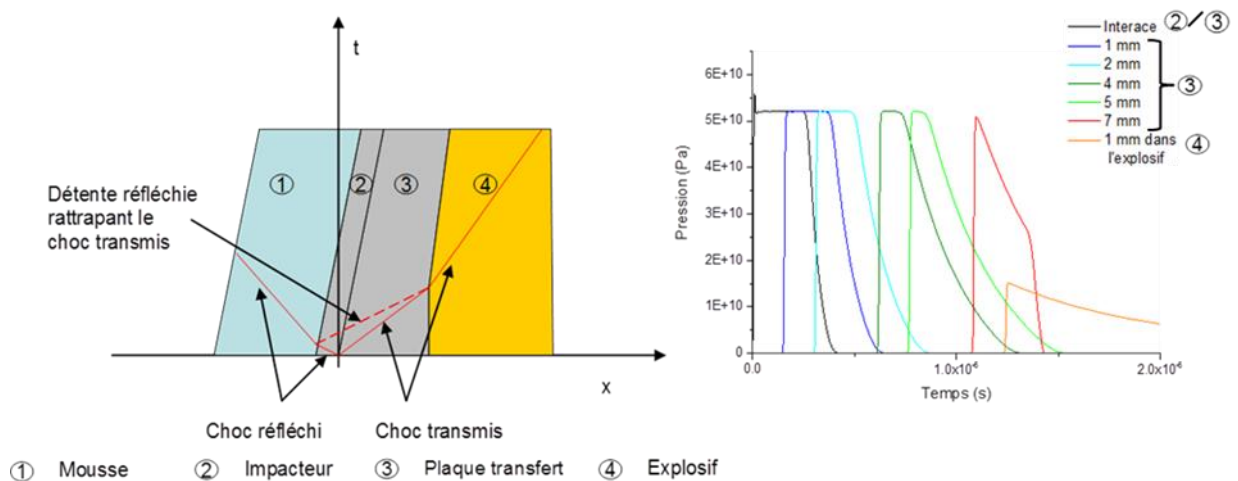 t
①
②
③
④
Détente réfléchie
rattrapant le
choc transmis
x
Choc réfléchi
Choc transmis
① Mousse ② Impacteur ③ Plaque transfert ④ Explosif
Interace ②/③
1 mm
2 mm
4 mm
③
5 mm
7 mm
1 mm dans
l'explosif ④
Pression (Pa)
6E+10
5E+10
4E+10
3E+10
2E+10
1E+10
0
0.0
1.0x10⁻⁶
2.0x10⁻⁶
Temps (s)